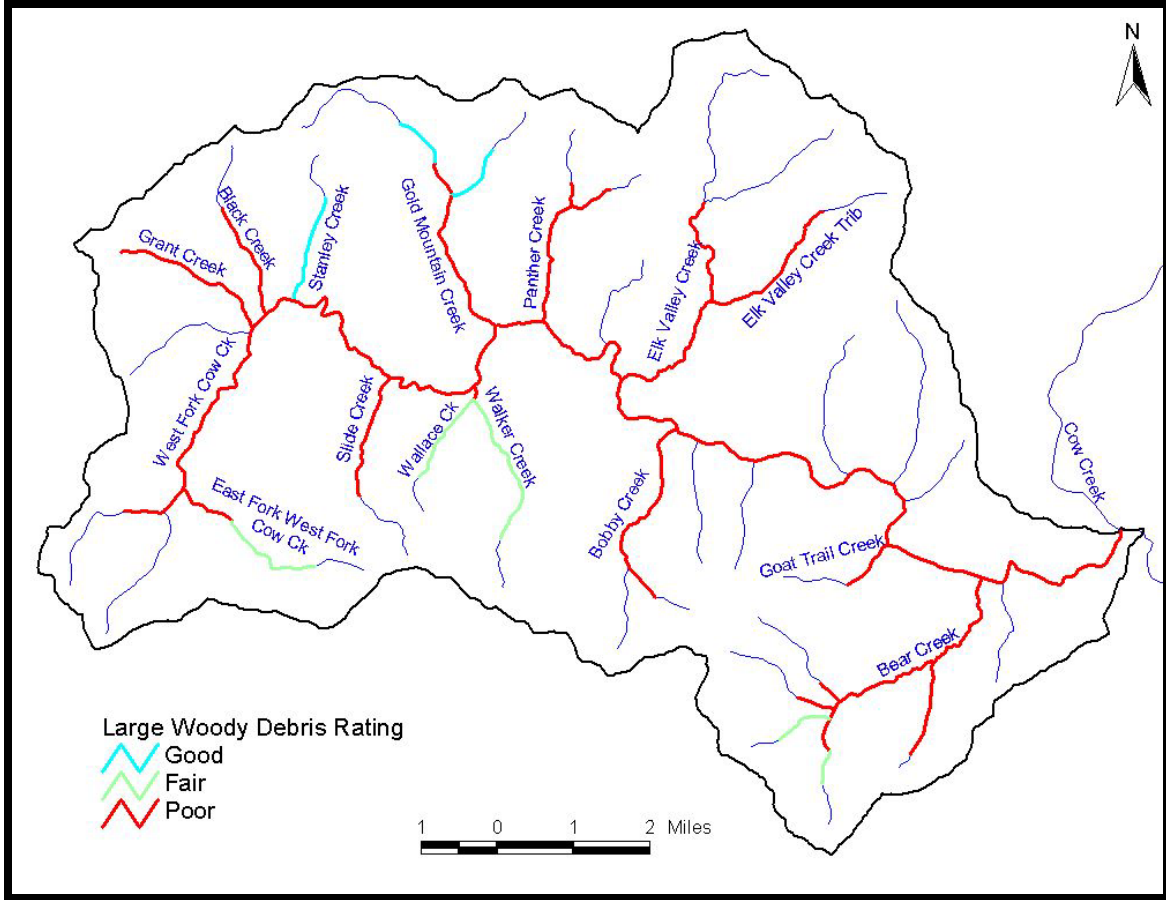 N
Black Creek
Grant Creek
Stanley Creek
Gold Mountain Creek
Panther Creek
Elk Valley Creek
Elk Valley Creek Trib
West Fork Cow Ck
Slide Creek
Wallace Ck
Walker Creek
East Fork West Fork
Cow Ck
Bobby Creek
Goat Trail Creek
Cow Creek
Bear Creek
Large Woody Debris Rating
Good
Fair
Poor
1 0 1 2 Miles